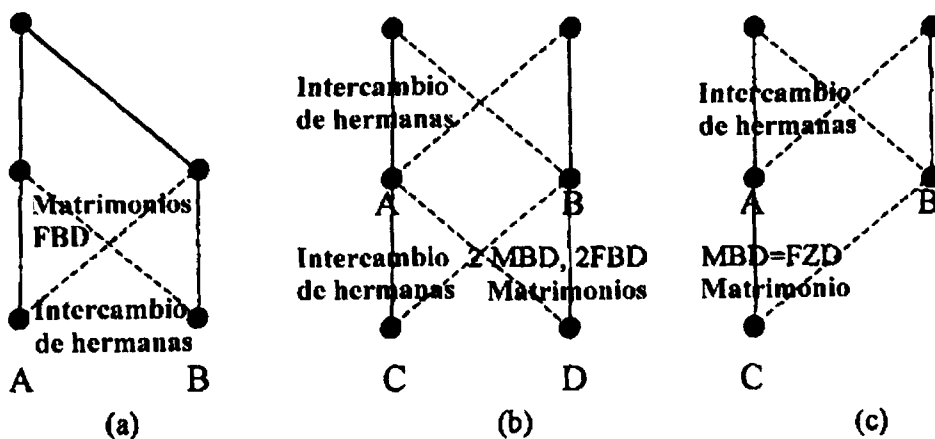 Matrimonios
FBD
Intercambio
de hermanas
A
B
(a)
Intercambio
de hermanas
A
B
Intercambio
de hermanas
2 MBD, 2FBD
Matrimonios
C
D
(b)
Intercambio
de hermanas
A
B
MBD=FZD
Matrimonio
C
(c)